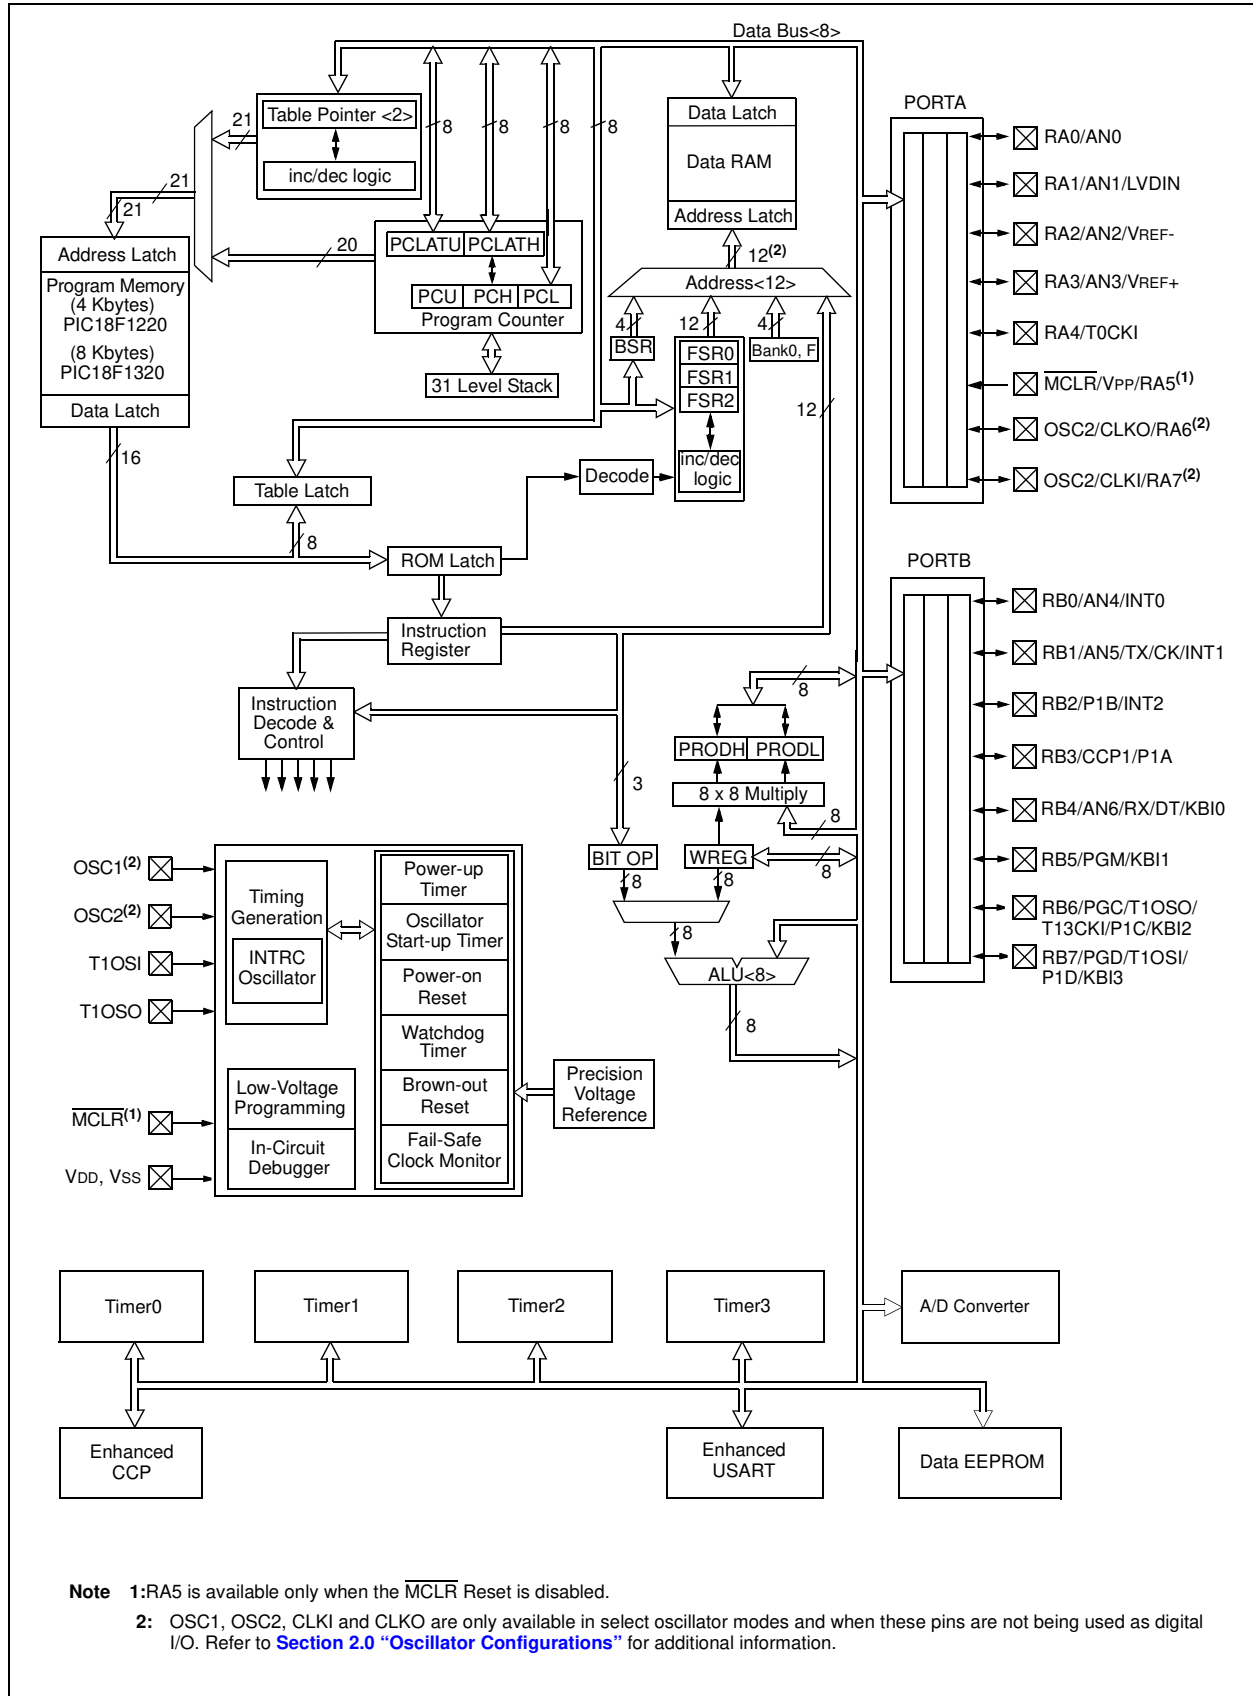 Data Bus<8>
Table Pointer <2>
inc/dec logic
21
21
21
20
8
8
8
8
Data Latch
Data RAM
Address Latch
12(2)
Address<12>
Address Latch
Program Memory
(4 Kbytes)
PIC18F1220
(8 Kbytes)
PIC18F1320
Data Latch
16
PCLATU PCLATH
PCU PCH PCL
Program Counter
31 Level Stack
4
12
4
BSR
FSR0
FSR1
FSR2
Bank0, F
12
inc/dec
logic
Decode
Table Latch
8
ROM Latch
Instruction
Register
Instruction
Decode &
Control
8
PRODH PRODL
3
8 x 8 Multiply
8
BIT OP
WREG
8
8
8
8
ALU<8>
8
PORTA
RA0/AN0
RA1/AN1/LVDIN
RA2/AN2/VREF-
RA3/AN3/VREF+
RA4/T0CKI
MCLR/VPP/RA5(1)
OSC2/CLKO/RA6(2)
OSC2/CLKI/RA7(2)
PORTB
RB0/AN4/INT0
RB1/AN5/TX/CK/INT1
RB2/P1B/INT2
RB3/CCP1/P1A
RB4/AN6/RX/DT/KBI0
RB5/PGM/KBI1
RB6/PGC/T1OSO/
T13CKI/P1C/KBI2
RB7/PGD/T1OSI/
P1D/KBI3
OSC1(2)
OSC2(2)
T1OSI
T1OSO
MCLR(1)
VDD, VSS
Timing
Generation
INTRC
Oscillator
Low-Voltage
Programming
In-Circuit
Debugger
Power-up
Timer
Oscillator
Start-up Timer
Power-on
Reset
Watchdog
Timer
Brown-out
Reset
Fail-Safe
Clock Monitor
Precision
Voltage
Reference
Timer0
Timer1
Timer2
Timer3
A/D Converter
Enhanced
CCP
Enhanced
USART
Data EEPROM
Note 1:RA5 is available only when the MCLR Reset is disabled.
2: OSC1, OSC2, CLKI and CLKO are only available in select oscillator modes and when these pins are not being used as digital
I/O. Refer to Section 2.0 “Oscillator Configurations” for additional information.